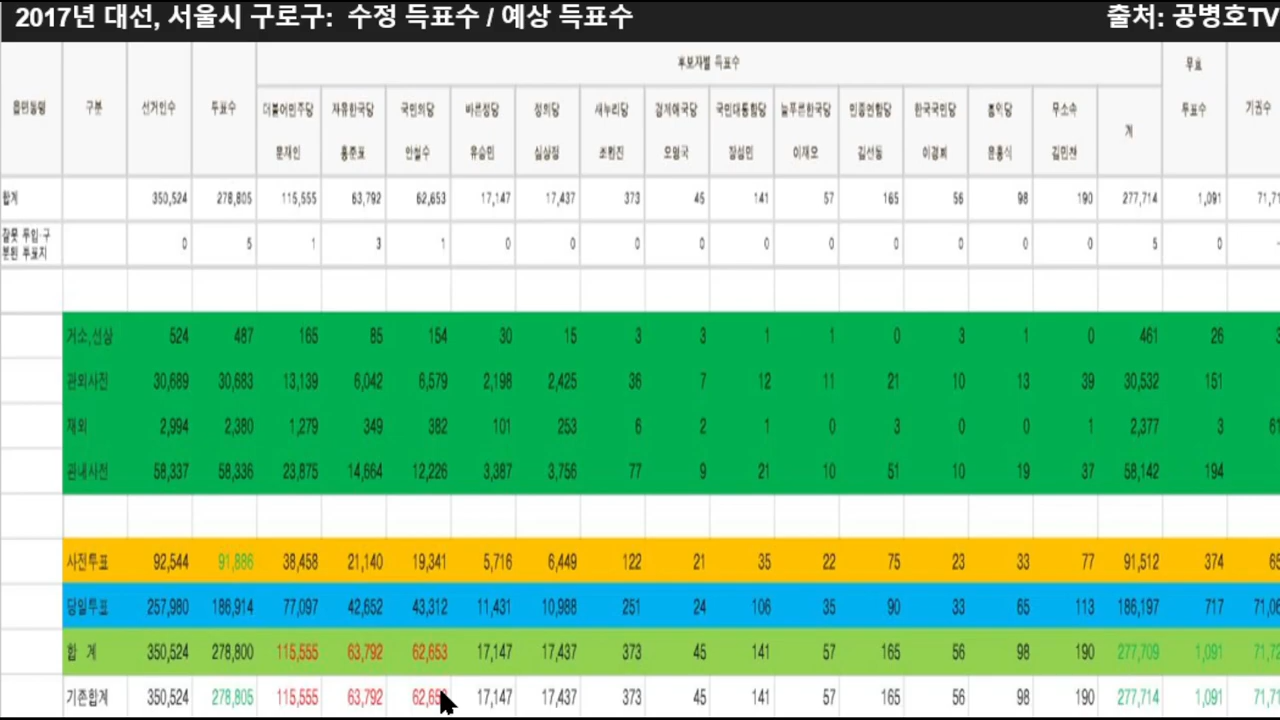 2017년 대선, 서울시 구로구: 수정 득표수 / 예상 득표수 출처: 공병호TV
후보자별 득표수 무효
읍면동명 구분 선거인수 투표수 더불어민주당 자유한국당 국민의당 바른정당 정의당 새누리당 경제애국당 국민대통합당 늘푸른한국당 민중연합당 한국국민당 홍익당 무소속 계 투표수 기권수
문재인 홍준표 안철수 유승민 심상정 조원진 오영국 장성민 이재오 김선동 이경희 윤홍식 김민찬
합계 350,524 278,805 115,555 63,792 62,653 17,147 17,437 373 45 141 57 165 56 98 190 277,714 1,091 71,71
잘못 투입·구
분된 투표지 0 5 1 3 1 0 0 0 0 0 0 0 0 0 0 5 0
거소,선상 524 487 165 85 154 30 15 3 3 1 1 0 3 1 0 461 26 3
관외사전 30,689 30,683 13,139 6,042 6,579 2,198 2,425 36 7 12 11 21 10 13 39 30,532 151
재외 2,994 2,380 1,279 349 382 101 253 6 2 1 0 3 0 0 1 2,377 3 61
관내사전 58,337 58,336 23,875 14,664 12,226 3,387 3,756 77 9 21 10 51 10 19 37 58,142 194
사전투표 92,544 91,886 38,458 21,140 19,341 5,716 6,449 122 21 35 22 75 23 33 77 91,512 374 65
당일투표 257,980 186,914 77,097 42,652 43,312 11,431 10,988 251 24 106 35 90 33 65 113 186,197 717 71,06
합 계 350,524 278,800 115,555 63,792 62,653 17,147 17,437 373 45 141 57 165 56 98 190 277,709 1,091 71,72
기존합계 350,524 278,805 115,555 63,792 62,65 17,147 17,437 373 45 141 57 165 56 98 190 277,714 1,091 71,71